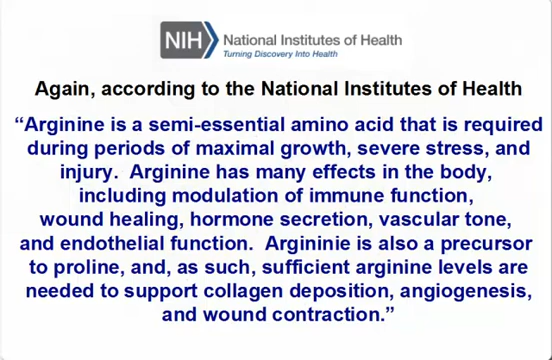 NIH National Institutes of Health
Turning Discovery Into Health
Again, according to the National Institutes of Health
“Arginine is a semi-essential amino acid that is required
during periods of maximal growth, severe stress, and
injury.  Arginine has many effects in the body,
including modulation of immune function,
wound healing, hormone secretion, vascular tone,
and endothelial function.  Argininie is also a precursor
to proline, and, as such, sufficient arginine levels are
needed to support collagen deposition, angiogenesis,
and wound contraction.”